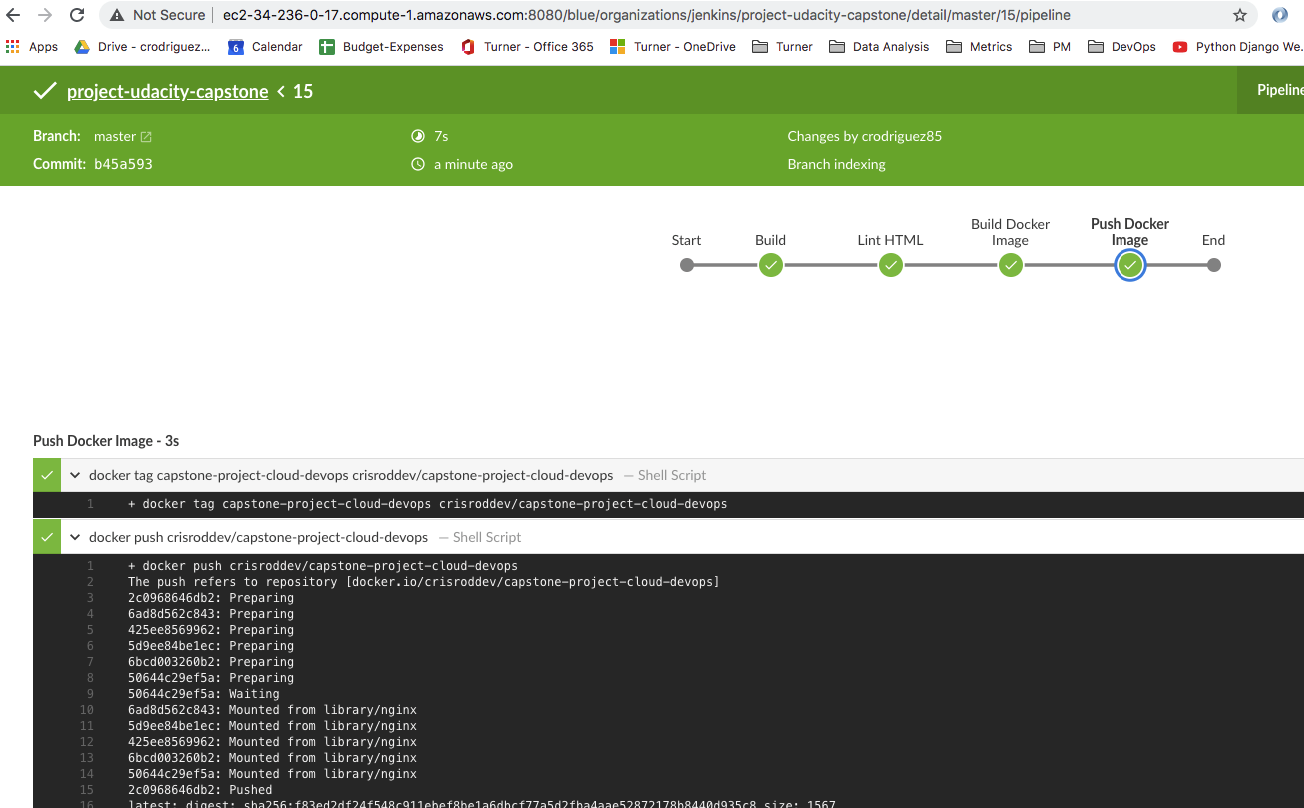 Not Secure | ec2-34-236-0-17.compute-1.amazonaws.com:8080/blue/organizations/jenkins/project-udacity-capstone/detail/master/15/pipeline
Apps Drive - crodriguez... 6 Calendar Budget-Expenses Turner - Office 365 Turner - OneDrive Turner Data Analysis Metrics PM DevOps Python Django We.
project-udacity-capstone < 15 Pipeline
Branch: master 7s Changes by crodriguez85
Commit: b45a593 a minute ago Branch indexing
Start Build Lint HTML Build Docker Image Push Docker Image End
Push Docker Image - 3s
docker tag capstone-project-cloud-devops crisroddev/capstone-project-cloud-devops — Shell Script
1 + docker tag capstone-project-cloud-devops crisroddev/capstone-project-cloud-devops
docker push crisroddev/capstone-project-cloud-devops — Shell Script
1 + docker push crisroddev/capstone-project-cloud-devops
2 The push refers to repository [docker.io/crisroddev/capstone-project-cloud-devops]
3 2c0968646db2: Preparing
4 6ad8d562c843: Preparing
5 425ee8569962: Preparing
6 5d9ee84be1ec: Preparing
7 6bcd003260b2: Preparing
8 50644c29ef5a: Preparing
9 50644c29ef5a: Waiting
10 6ad8d562c843: Mounted from library/nginx
11 5d9ee84be1ec: Mounted from library/nginx
12 425ee8569962: Mounted from library/nginx
13 6bcd003260b2: Mounted from library/nginx
14 50644c29ef5a: Mounted from library/nginx
15 2c0968646db2: Pushed
16 latest: digest: sha256:f83ed2df24f548c911ebef8be1a6dbcf77a5d2fba4aae52872178b8440d935c8 size: 1567